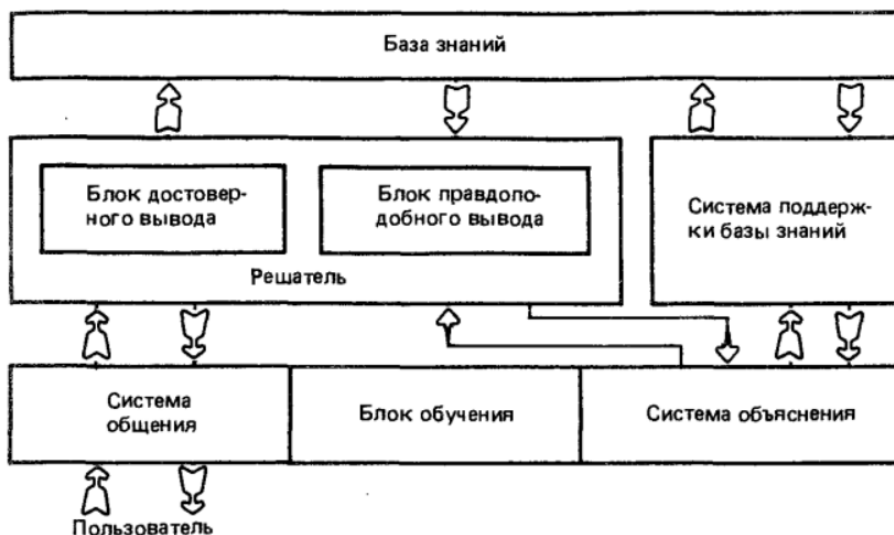 База знаний
Блок достовер-
ного вывода
Блок правдопо-
добного вывода
Система поддерж-
ки базы знаний
Решатель
Система
общения
Блок обучения
Система объяснения
Пользователь